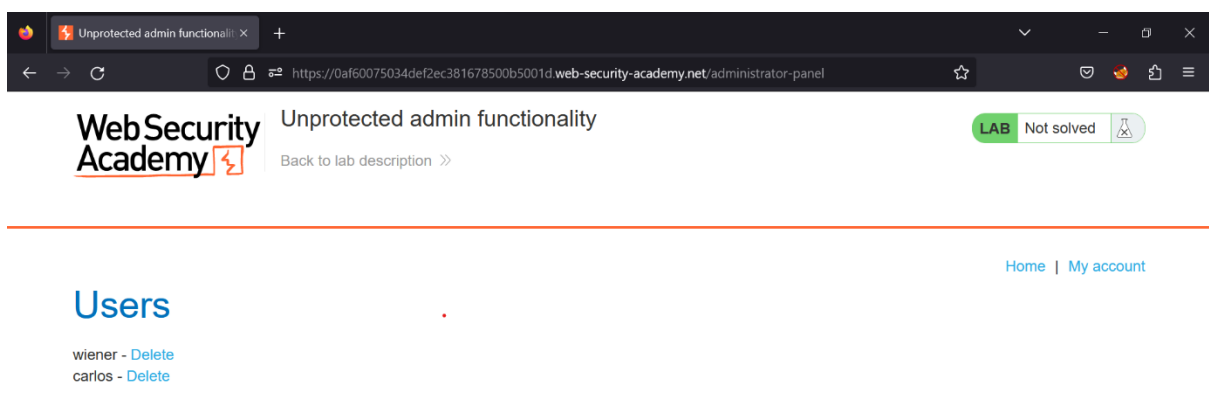 Unprotected admin functionalit
https://0af60075034def2ec381678500b5001d.web-security-academy.net/administrator-panel
Web Security
Academy
Unprotected admin functionality
Back to lab description
LAB Not solved
Home | My account
Users
wiener - Delete
carlos - Delete